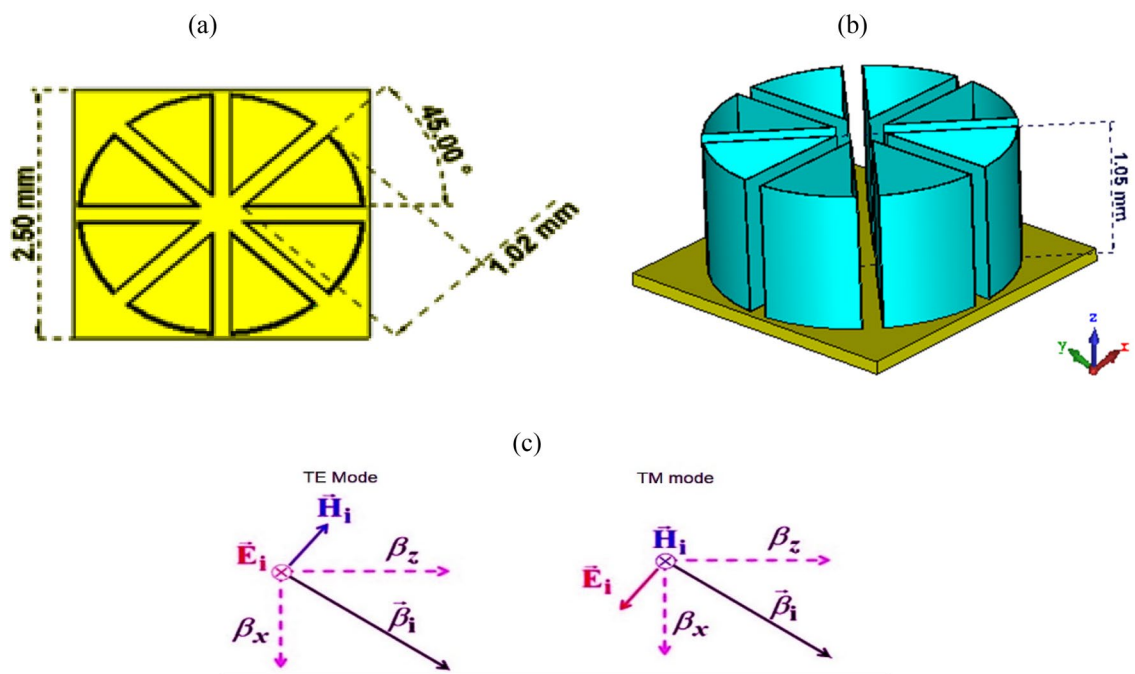 (a)
(b)
2.50 mm
45.00 °
1.02 mm
1.05 mm
z
y
x
(c)
TE Mode
TM mode
H⃗i
E⃗i
βz
βx
β⃗i
H⃗i
E⃗i
βz
βx
β⃗i